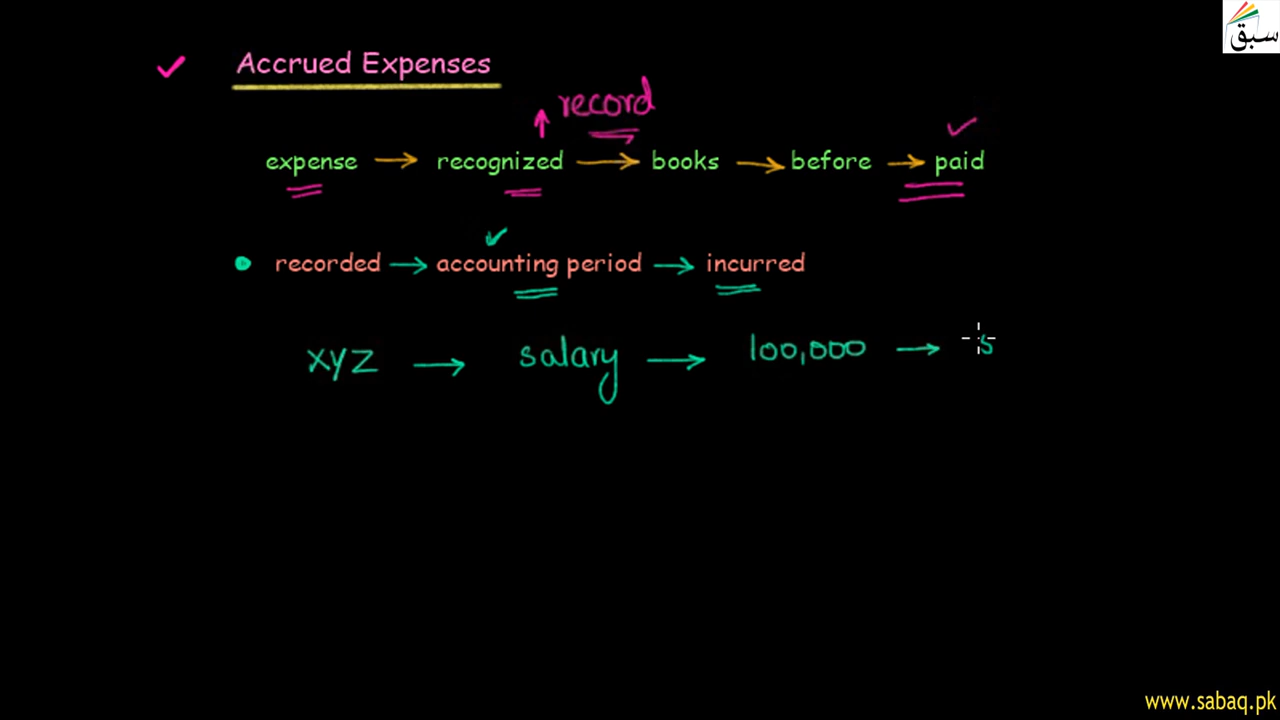 سبق
Accrued Expenses
↑ record
expense → recognized → books → before → paid
• recorded → accounting period → incurred
xyz → salary → 100,000 → s
www.sabaq.pk